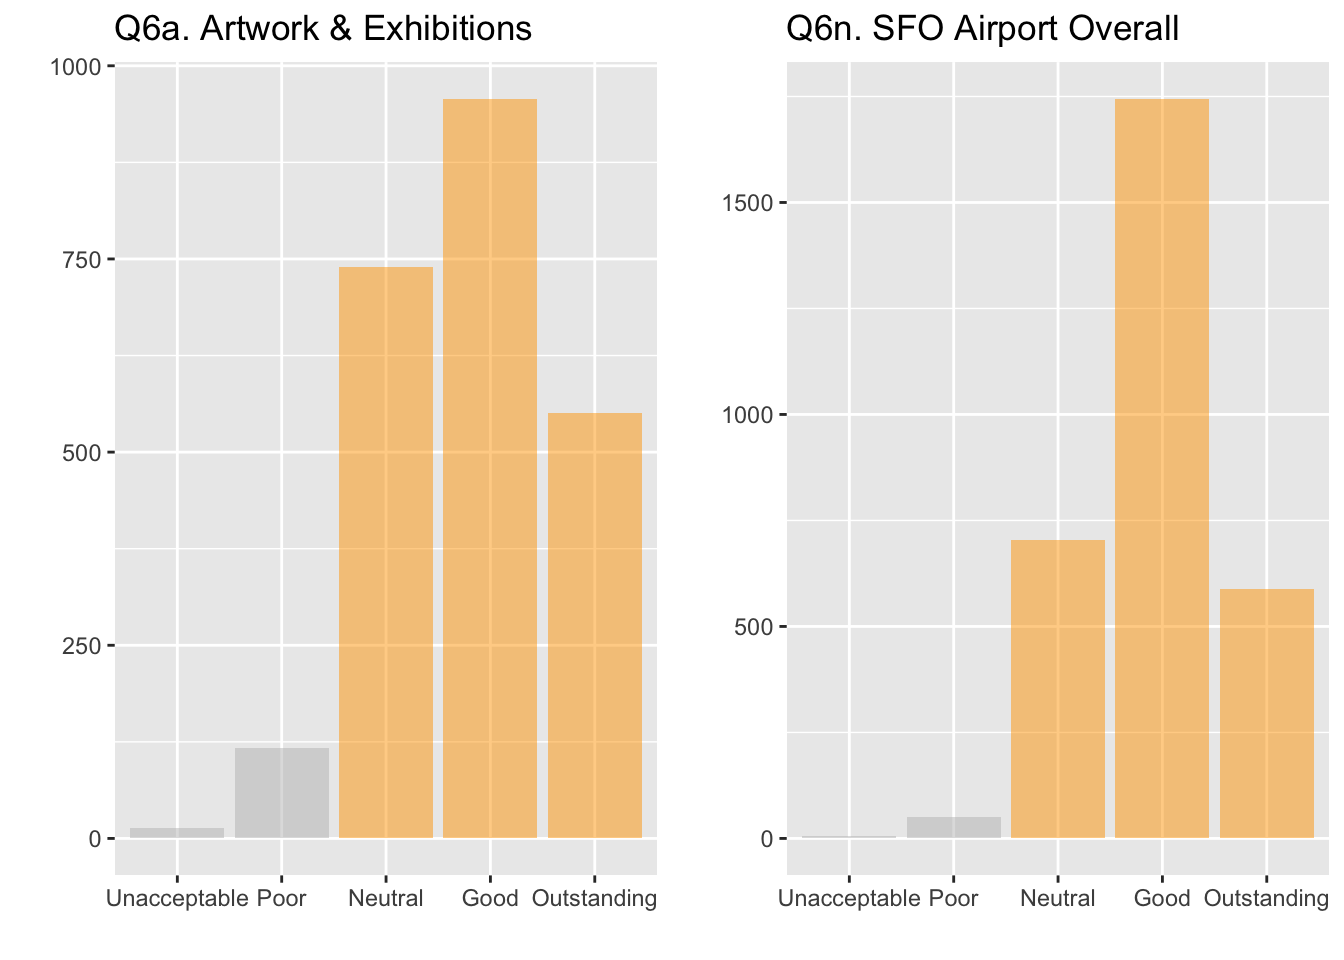 Q6a. Artwork & Exhibitions
1000
750
500
250
0
Unacceptable Poor Neutral Good Outstanding
Q6n. SFO Airport Overall
1500
1000
500
0
Unacceptable Poor Neutral Good Outstanding